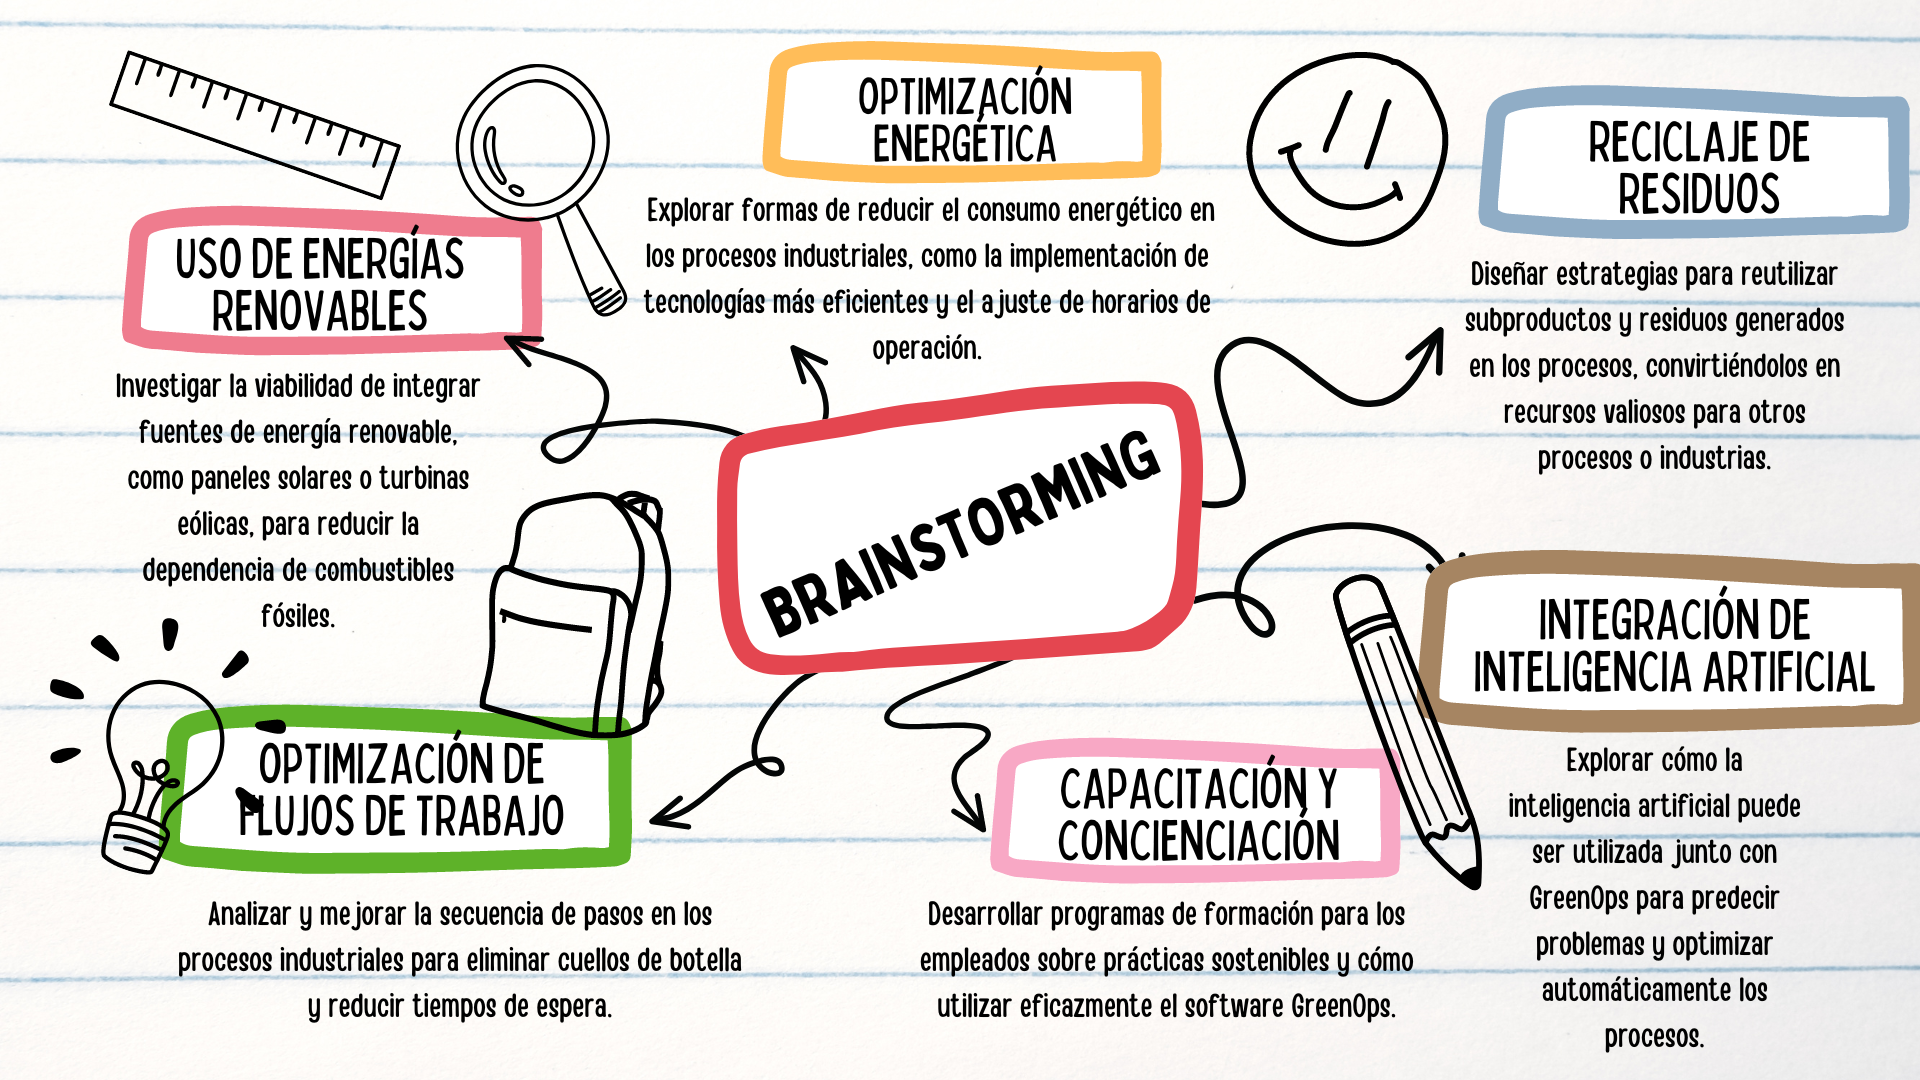 OPTIMIZACIÓN
ENERGÉTICA
Explorar formas de reducir el consumo energético en
los procesos industriales, como la implementación de
tecnologías más eficientes y el ajuste de horarios de
operación.
RECICLAJE DE
RESIDUOS
Diseñar estrategias para reutilizar
subproductos y residuos generados
en los procesos, convirtiéndolos en
recursos valiosos para otros
procesos o industrias.
USO DE ENERGÍAS
RENOVABLES
Investigar la viabilidad de integrar
fuentes de energía renovable,
como paneles solares o turbinas
eólicas, para reducir la
dependencia de combustibles
fósiles.
BRAINSTORMING
INTEGRACIÓN DE
INTELIGENCIA ARTIFICIAL
Explorar cómo la
inteligencia artificial puede
ser utilizada junto con
GreenOps para predecir
problemas y optimizar
automáticamente los
procesos.
OPTIMIZACIÓN DE
FLUJOS DE TRABAJO
Analizar y mejorar la secuencia de pasos en los
procesos industriales para eliminar cuellos de botella
y reducir tiempos de espera.
CAPACITACIÓN Y
CONCIENCIACIÓN
Desarrollar programas de formación para los
empleados sobre prácticas sostenibles y cómo
utilizar eficazmente el software GreenOps.